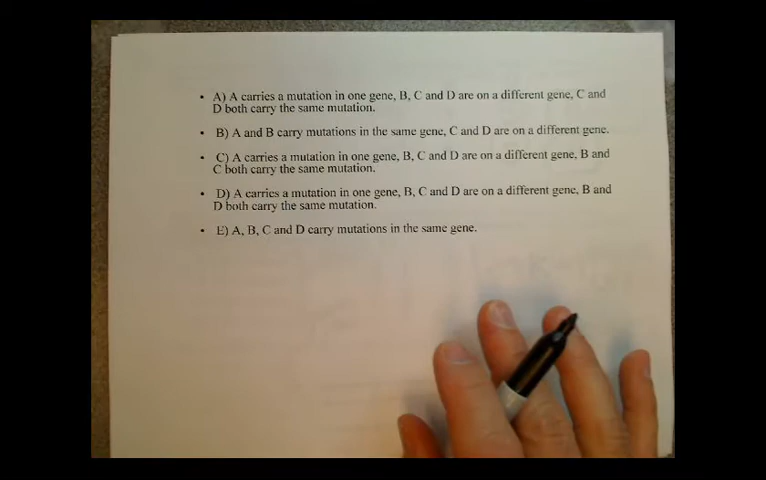 • A) A carries a mutation in one gene, B, C and D are on a different gene, C and
D both carry the same mutation.
• B) A and B carry mutations in the same gene, C and D are on a different gene.
• C) A carries a mutation in one gene, B, C and D are on a different gene, B and
C both carry the same mutation.
• D) A carries a mutation in one gene, B, C and D are on a different gene, B and
D both carry the same mutation.
• E) A, B, C and D carry mutations in the same gene.